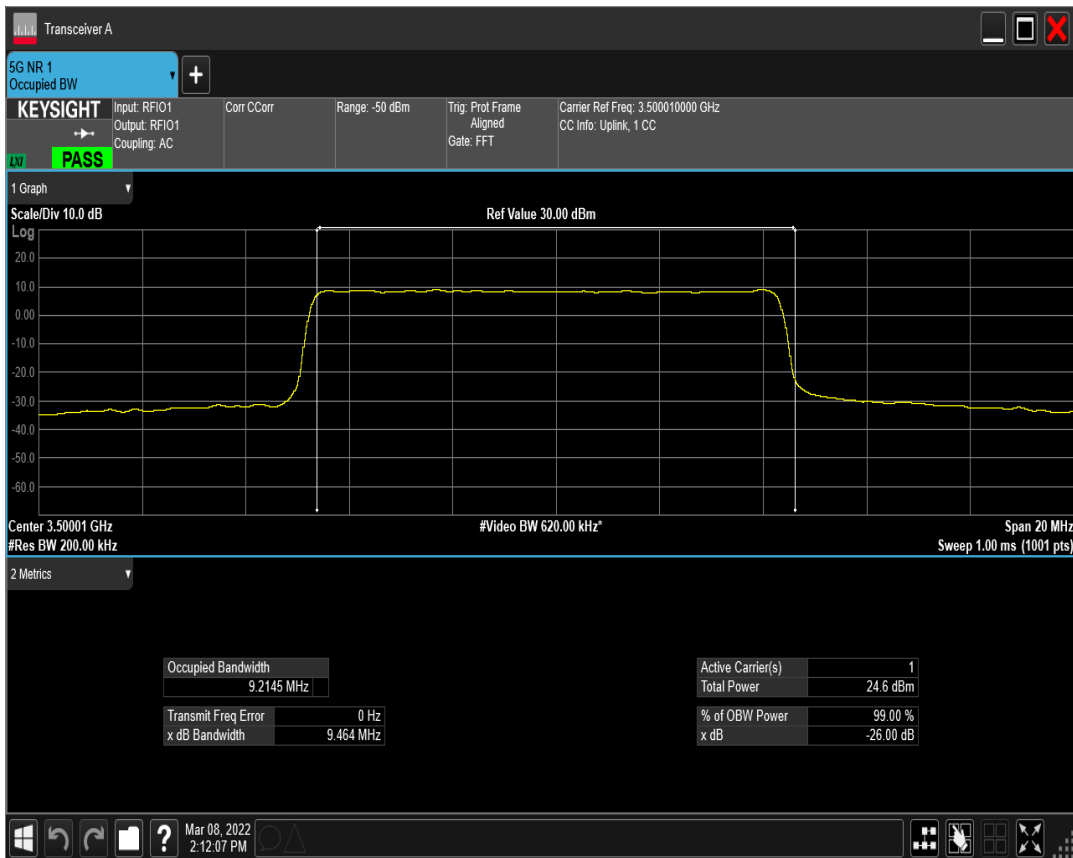 Transceiver A
5G NR 1
Occupied BW
+
KEYSIGHT
LXI
PASS
Input: RFIO1
Output: RFIO1
Coupling: AC
Corr CCorr
Range: -50 dBm
Trig: Prot Frame
Aligned
Gate: FFT
Carrier Ref Freq: 3.500010000 GHz
CC Info: Uplink, 1 CC
1 Graph
Scale/Div 10.0 dB
Ref Value 30.00 dBm
Log
20.0
10.0
0.00
-10.0
-20.0
-30.0
-40.0
-50.0
-60.0
Center 3.50001 GHz
#Video BW 620.00 kHz*
Span 20 MHz
#Res BW 200.00 kHz
Sweep 1.00 ms (1001 pts)
2 Metrics
Occupied Bandwidth
9.2145 MHz
Transmit Freq Error 0 Hz
x dB Bandwidth 9.464 MHz
Active Carrier(s) 1
Total Power 24.6 dBm
% of OBW Power 99.00 %
x dB -26.00 dB
?
Mar 08, 2022
2:12:07 PM